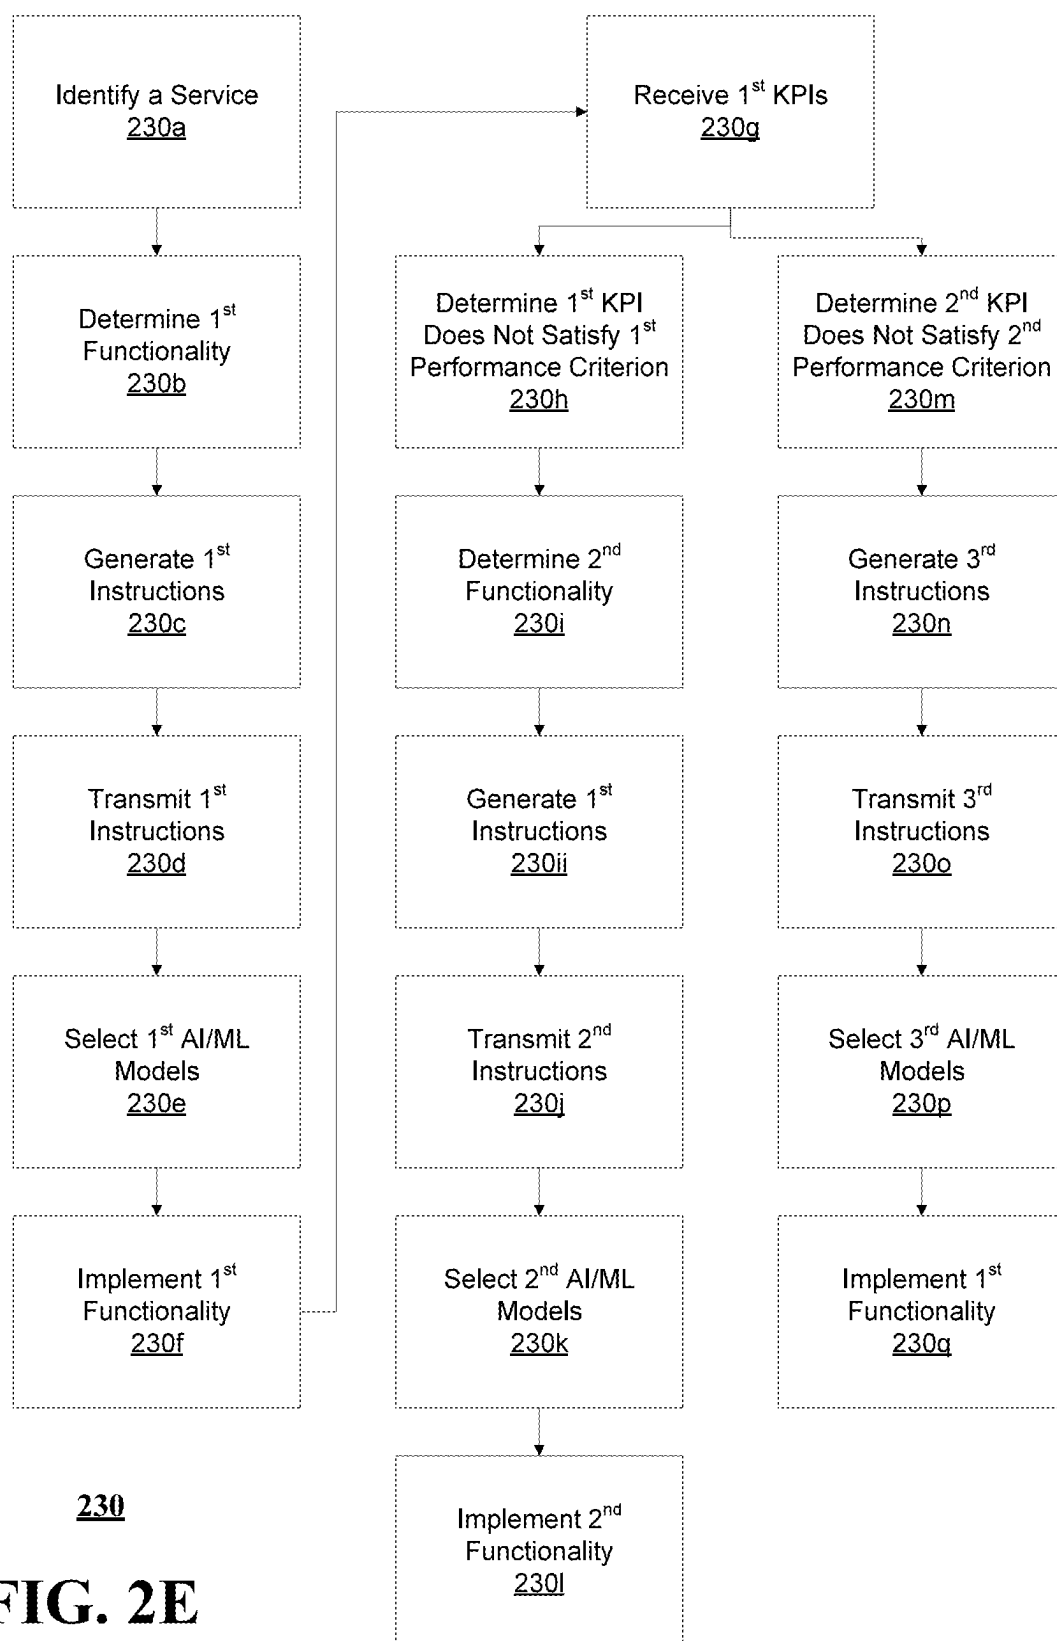 Identify a Service
230a
Determine 1st
Functionality
230b
Generate 1st
Instructions
230c
Transmit 1st
Instructions
230d
Select 1st AI/ML
Models
230e
Implement 1st
Functionality
230f
Receive 1st KPIs
230g
Determine 1st KPI
Does Not Satisfy 1st
Performance Criterion
230h
Determine 2nd
Functionality
230i
Generate 1st
Instructions
230ii
Transmit 2nd
Instructions
230j
Select 2nd AI/ML
Models
230k
Implement 2nd
Functionality
230l
Determine 2nd KPI
Does Not Satisfy 2nd
Performance Criterion
230m
Generate 3rd
Instructions
230n
Transmit 3rd
Instructions
230o
Select 3rd AI/ML
Models
230p
Implement 1st
Functionality
230q
230
FIG. 2E